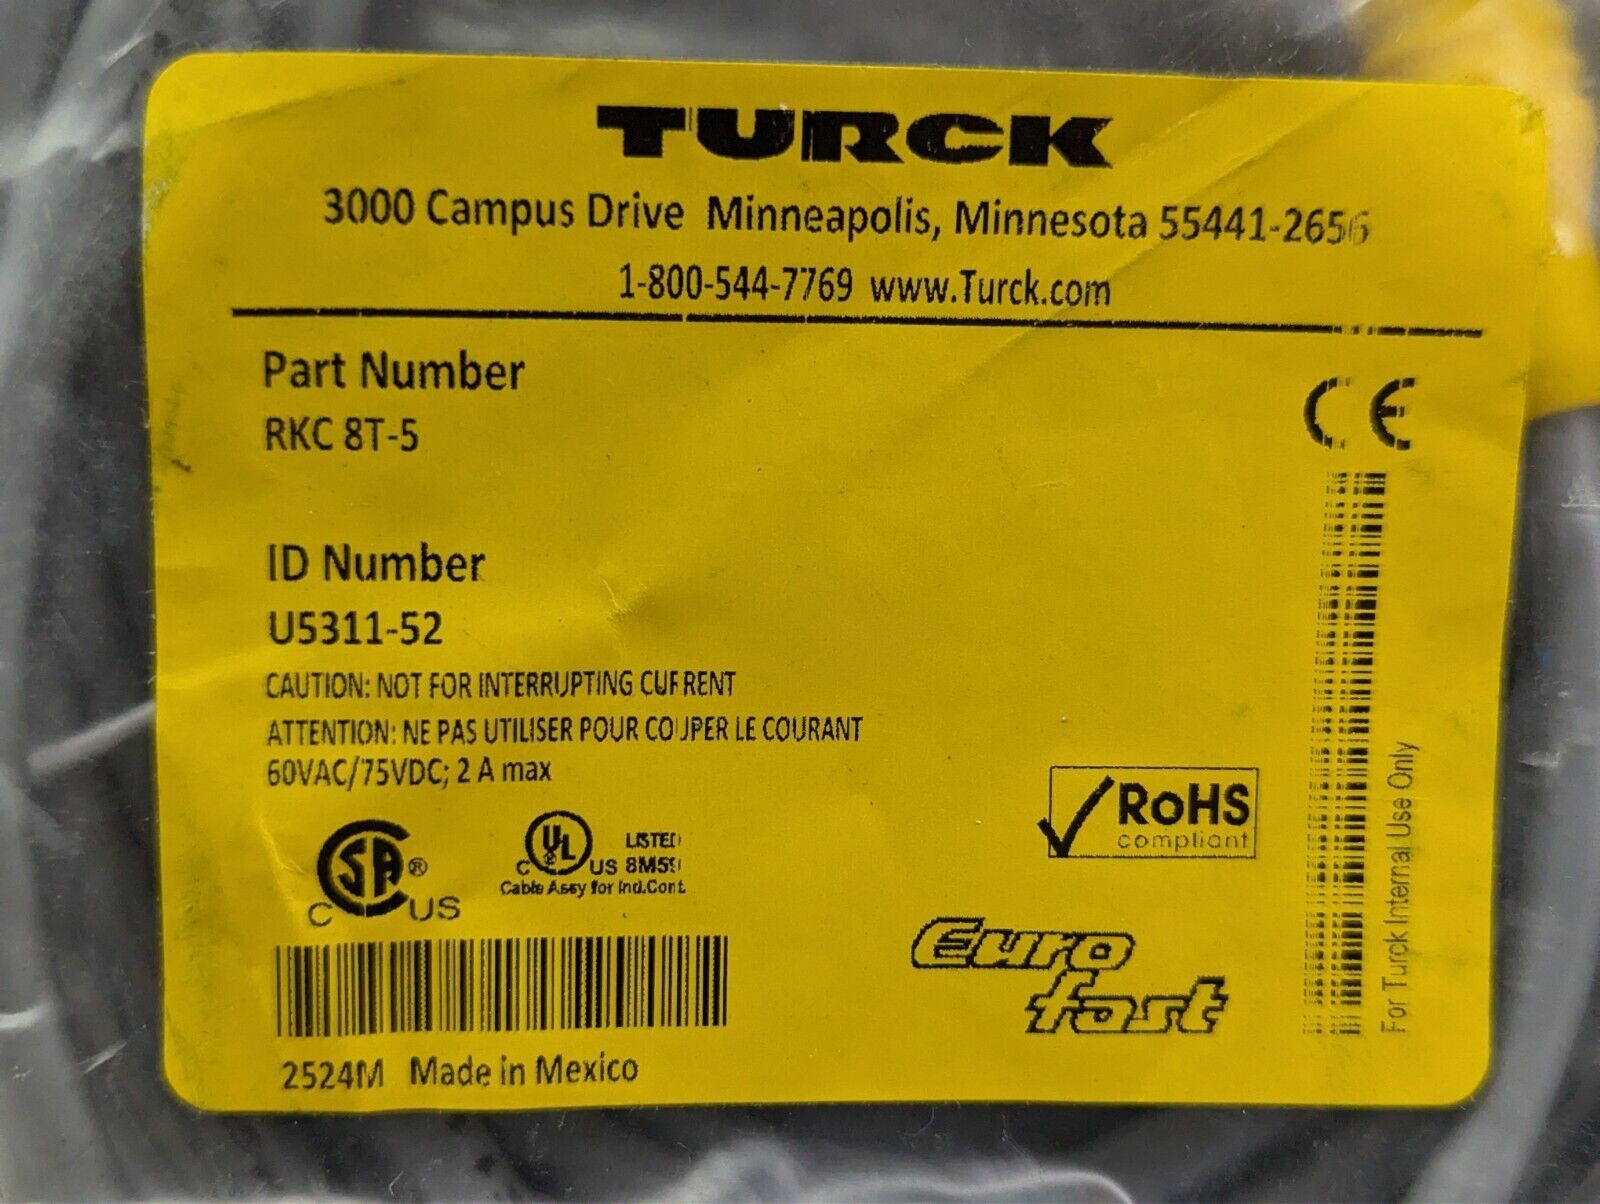 TURCK
3000 Campus Drive Minneapolis, Minnesota 55441-2656
1-800-544-7769 www.Turck.com
Part Number
RKC 8T-5
CE
ID Number
U5311-52
CAUTION: NOT FOR INTERRUPTING CURRENT
ATTENTION: NE PAS UTILISER POUR COUPER LE COURANT
60VAC/75VDC; 2 A max
CSA® C US
C UL US LISTED
Cable Assy for Ind.Cont.
RoHS
compliant
Euro
fast
For Turck Internal Use Only
2524M Made in Mexico